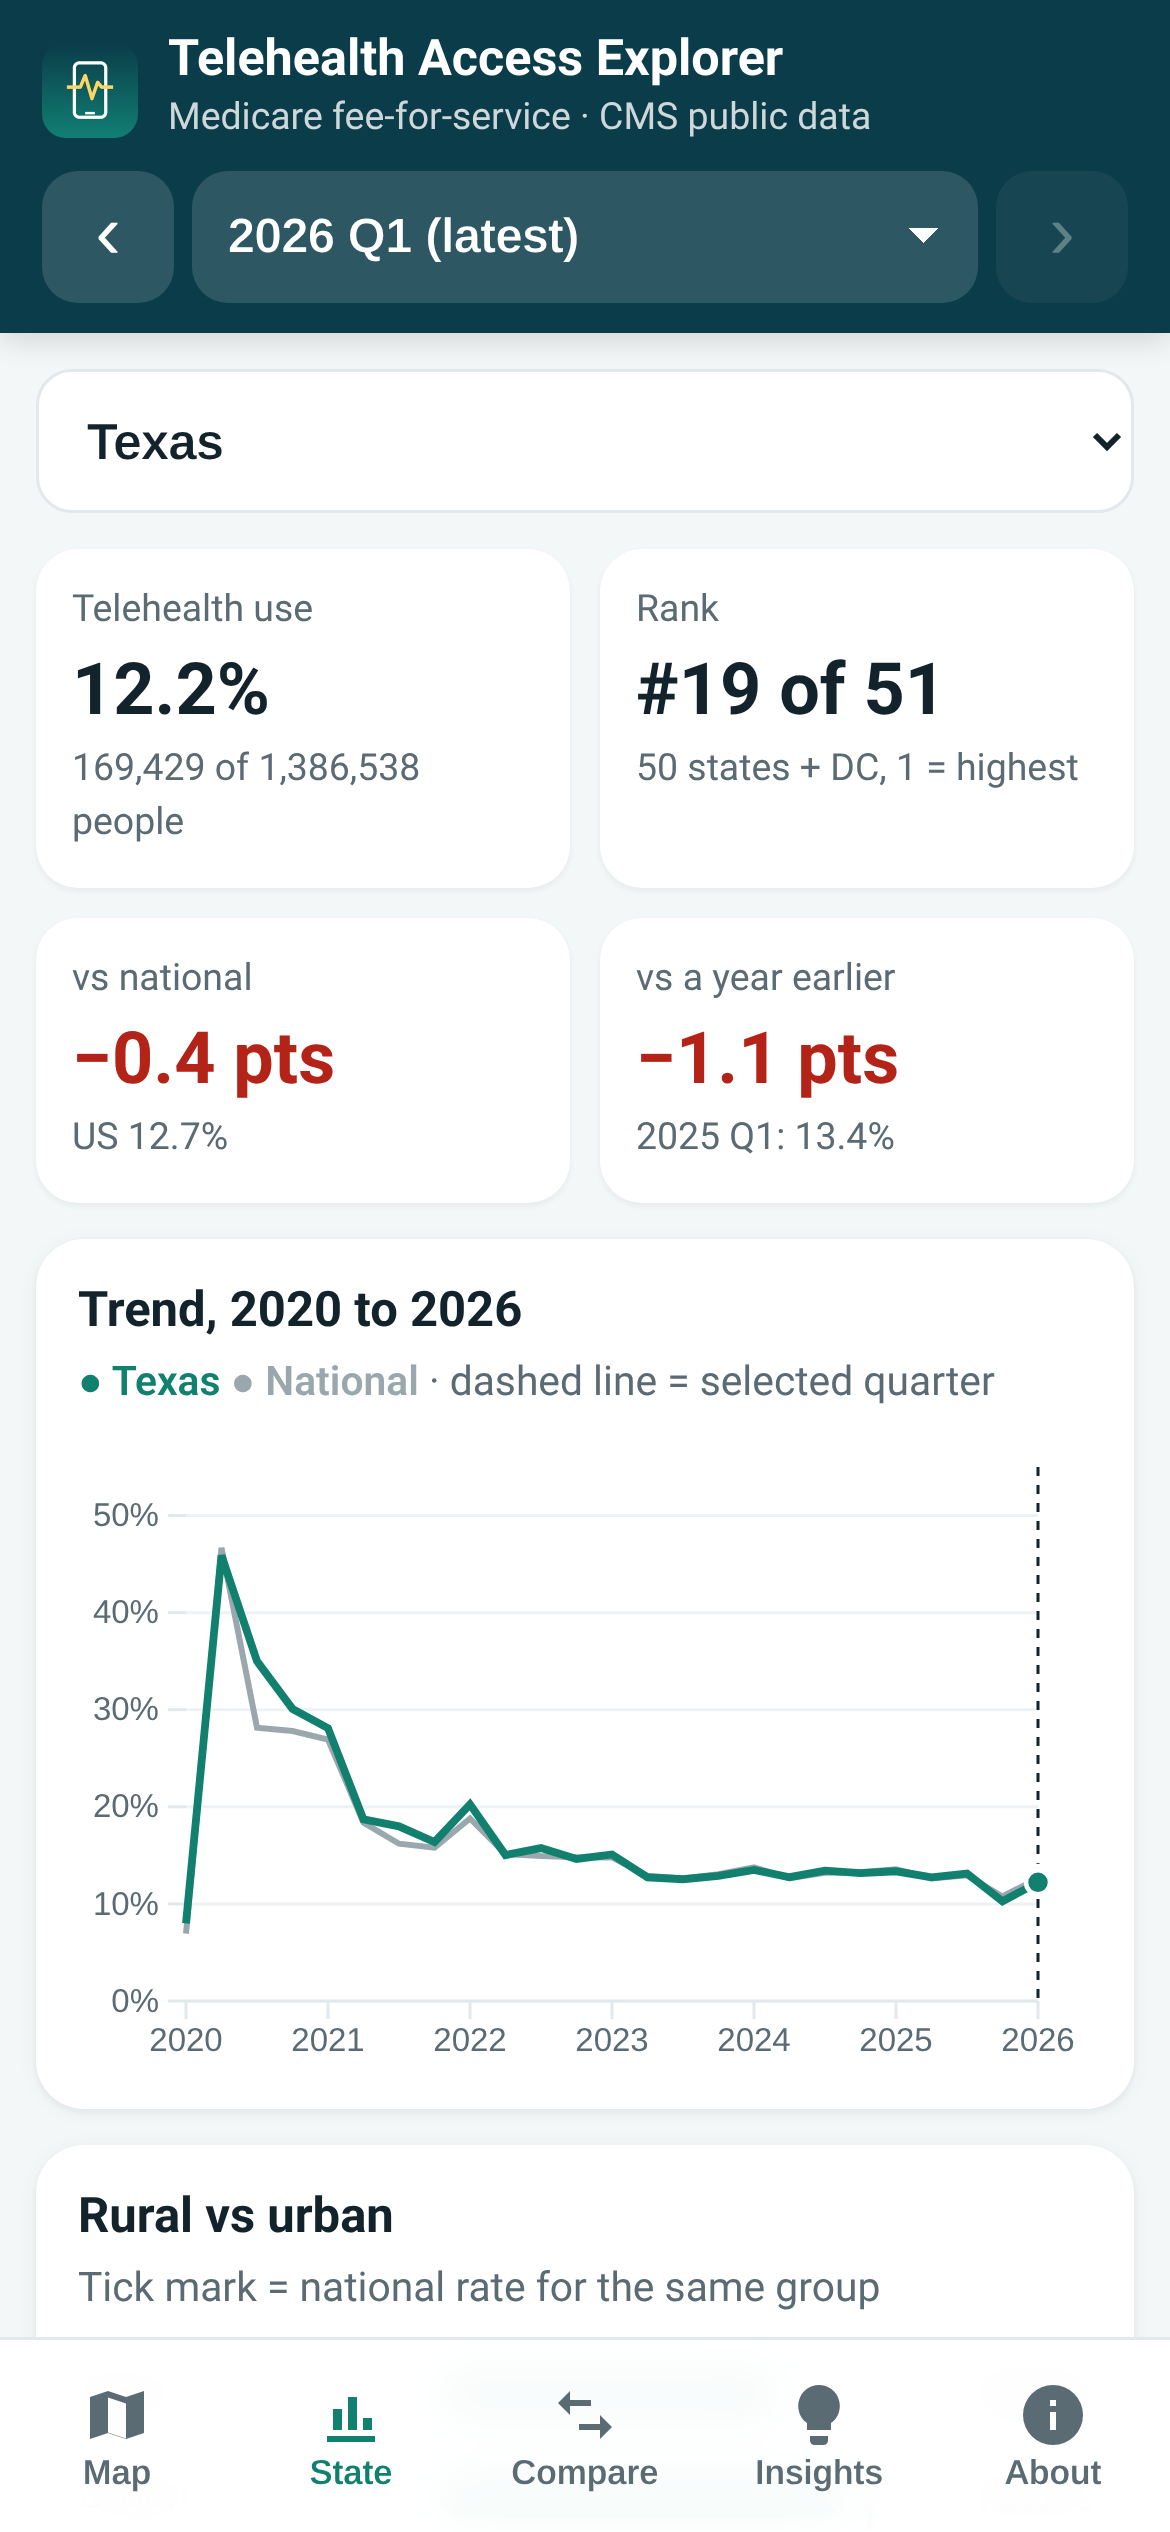 Telehealth Access Explorer
Medicare fee-for-service · CMS public data
‹
2026 Q1 (latest)
›
Texas
Telehealth use
12.2%
169,429 of 1,386,538
people
Rank
#19 of 51
50 states + DC, 1 = highest
vs national
−0.4 pts
US 12.7%
vs a year earlier
−1.1 pts
2025 Q1: 13.4%
Trend, 2020 to 2026
● Texas ● National · dashed line = selected quarter
50%
40%
30%
20%
10%
0%
2020 2021 2022 2023 2024 2025 2026
Rural vs urban
Tick mark = national rate for the same group
Map State Compare Insights About